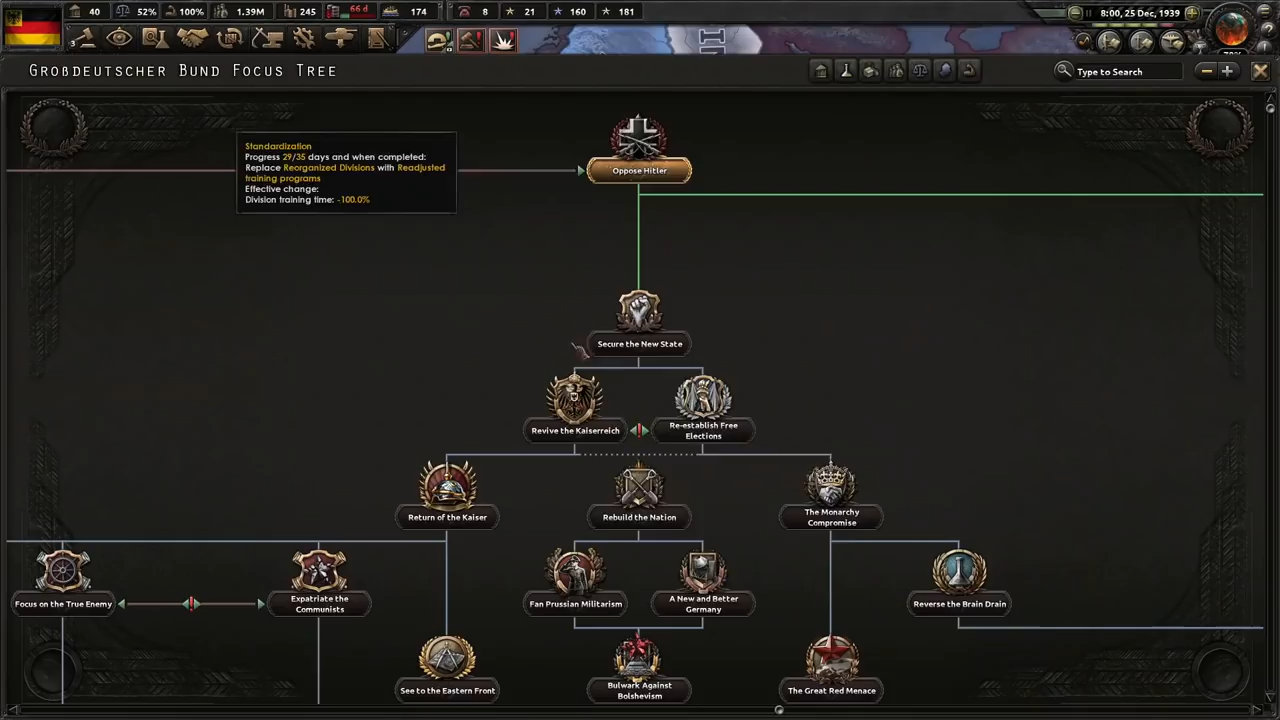 40 52% 100% 1.39M 245 66 d 174 8 21 160 181 8:00, 25 Dec, 1939
3
Großdeutscher Bund Focus Tree
Type to Search
Standardization
Progress 29/35 days and when completed:
Replace Reorganized Divisions with Readjusted
training programs
Effective change:
Division training time: -100.0%
Oppose Hitler
Secure the New State
Revive the Kaiserreich
Re-establish Free
Elections
Return of the Kaiser
Rebuild the Nation
The Monarchy
Compromise
Focus on the True Enemy
Expatriate the
Communists
Fan Prussian Militarism
A New and Better
Germany
Reverse the Brain Drain
See to the Eastern Front
Bulwark Against
Bolshevism
The Great Red Menace